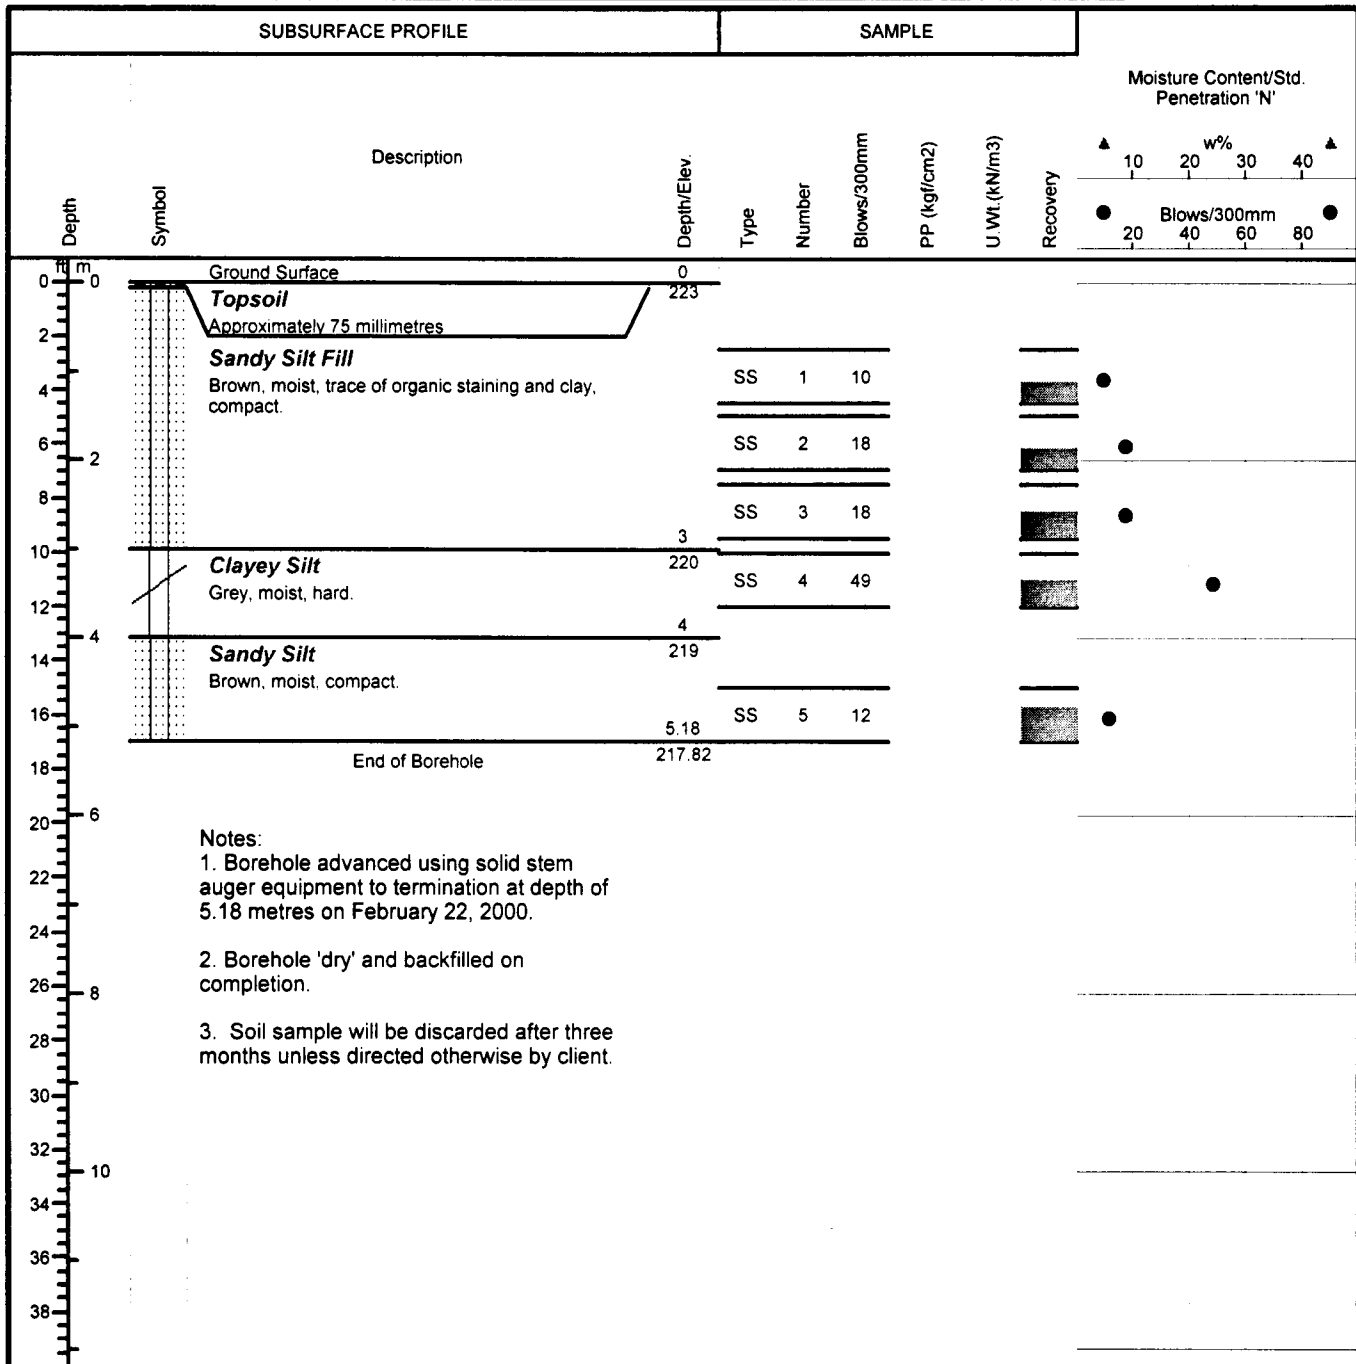 SUBSURFACE PROFILE SAMPLE
Moisture Content/Std.
Penetration 'N'
Depth
Symbol
Description
Depth/Elev.
Type
Number
Blows/300mm
PP (kgf/cm2)
U.Wt.(kN/m3)
Recovery
▲ w% ▲
10 20 30 40
● Blows/300mm ●
20 40 60 80
ft m
0 0
Ground Surface 0
223
Topsoil
Approximately 75 millimetres
2
Sandy Silt Fill
Brown, moist, trace of organic staining and clay,
compact.
SS 1 10
4
6
2
SS 2 18
8
SS 3 18
3
10
220
Clayey Silt
Grey, moist, hard.
SS 4 49
12
4
4
219
14
Sandy Silt
Brown, moist, compact.
16
SS 5 12
5.18
217.82
End of Borehole
18
6
20
Notes:
1. Borehole advanced using solid stem
auger equipment to termination at depth of
5.18 metres on February 22, 2000.
22
24
2. Borehole 'dry' and backfilled on
completion.
26
8
3. Soil sample will be discarded after three
months unless directed otherwise by client.
28
30
32
10
34
36
38